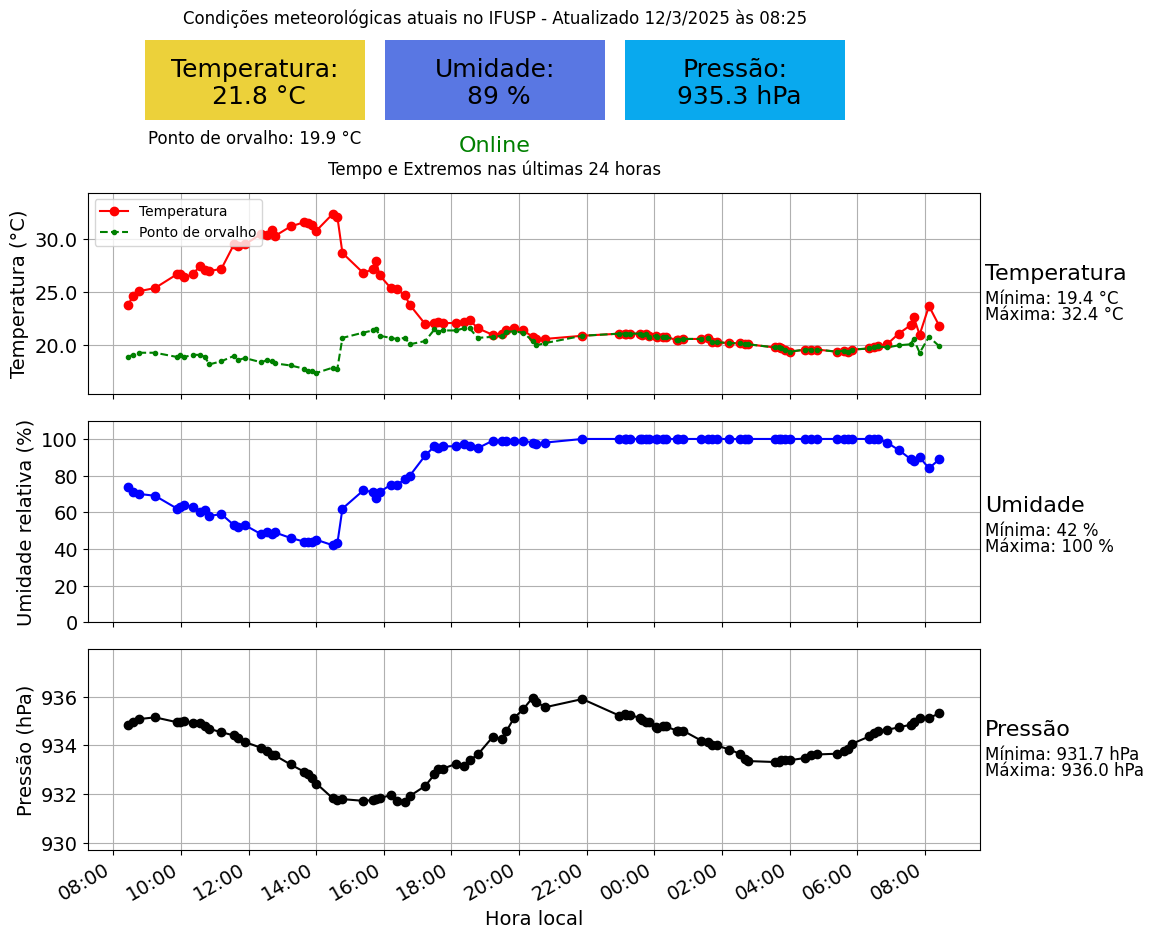 Condições meteorológicas atuais no IFUSP - Atualizado 12/3/2025 às 08:25
Temperatura:
21.8 °C
Umidade:
89 %
Pressão:
935.3 hPa
Ponto de orvalho: 19.9 °C
Online
Tempo e Extremos nas últimas 24 horas
Temperatura (°C)
30.0
25.0
20.0
Temperatura
Ponto de orvalho
Temperatura
Mínima: 19.4 °C
Máxima: 32.4 °C
Umidade relativa (%)
100
80
60
40
20
0
Umidade
Mínima: 42 %
Máxima: 100 %
Pressão (hPa)
936
934
932
930
Pressão
Mínima: 931.7 hPa
Máxima: 936.0 hPa
08:00
10:00
12:00
14:00
16:00
18:00
20:00
22:00
00:00
02:00
04:00
06:00
08:00
Hora local